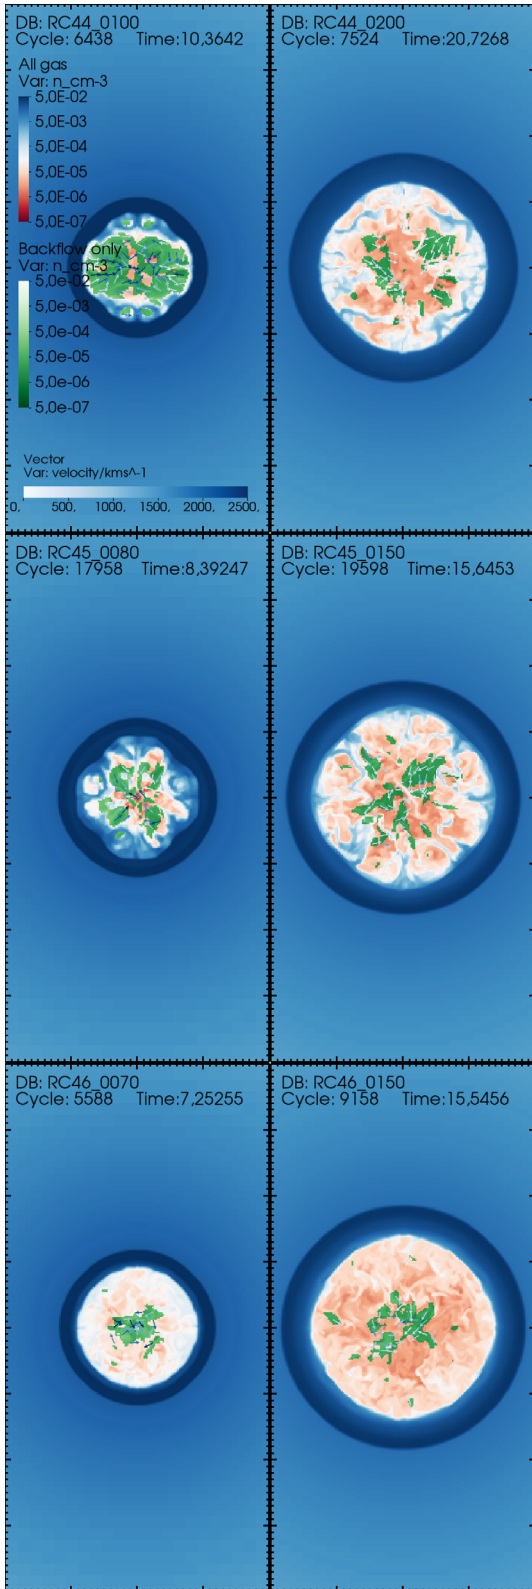 DB: RC44_0100
Cycle: 6438 Time:10,3642
All gas
Var: n_cm-3
5,0E-02
5,0E-03
5,0E-04
5,0E-05
5,0E-06
5,0E-07
Backflow only
Var: n_cm-3
5,0e-02
5,0e-03
5,0e-04
5,0e-05
5,0e-06
5,0e-07
Vector
Var: velocity/kms^-1
0, 500, 1000, 1500, 2000, 2500,
DB: RC44_0200
Cycle: 7524 Time:20,7268
DB: RC45_0080
Cycle: 17958 Time:8,39247
DB: RC45_0150
Cycle: 19598 Time:15,6453
DB: RC46_0070
Cycle: 5588 Time:7,25255
DB: RC46_0150
Cycle: 9158 Time:15,5456